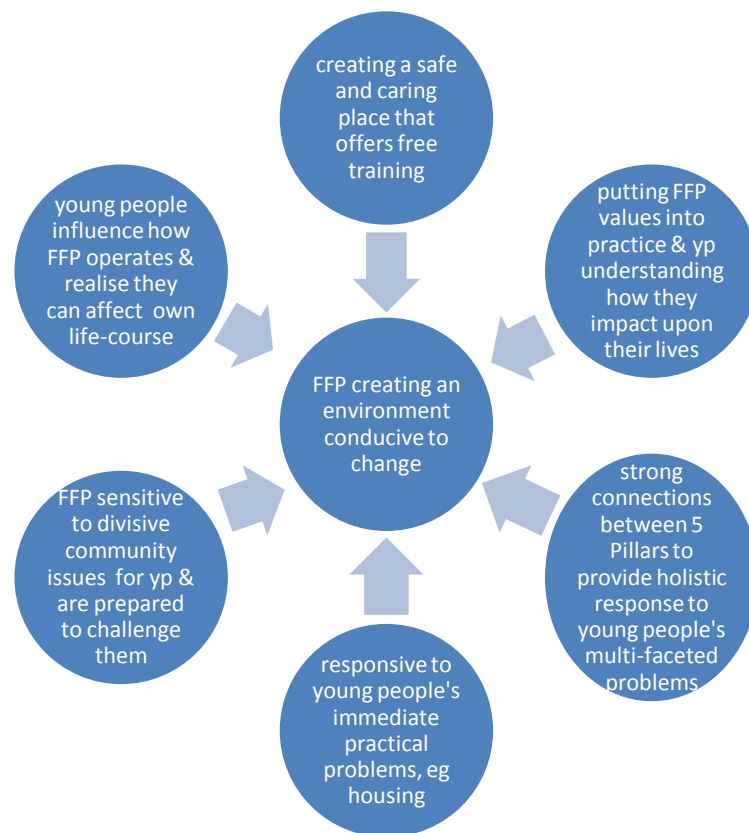 creating a safe
and caring
place that
offers free
training
putting FFP
values into
practice & yp
understanding
how they
impact upon
their lives
strong
connections
between 5
Pillars to
provide holistic
response to
young people's
multi-faceted
problems
responsive to
young people's
immediate
practical
problems, eg
housing
FFP sensitive
to divisive
community
issues for yp &
are prepared
to challenge
them
young people
influence how
FFP operates &
realise they
can affect own
life-course
FFP creating an
environment
conducive to
change